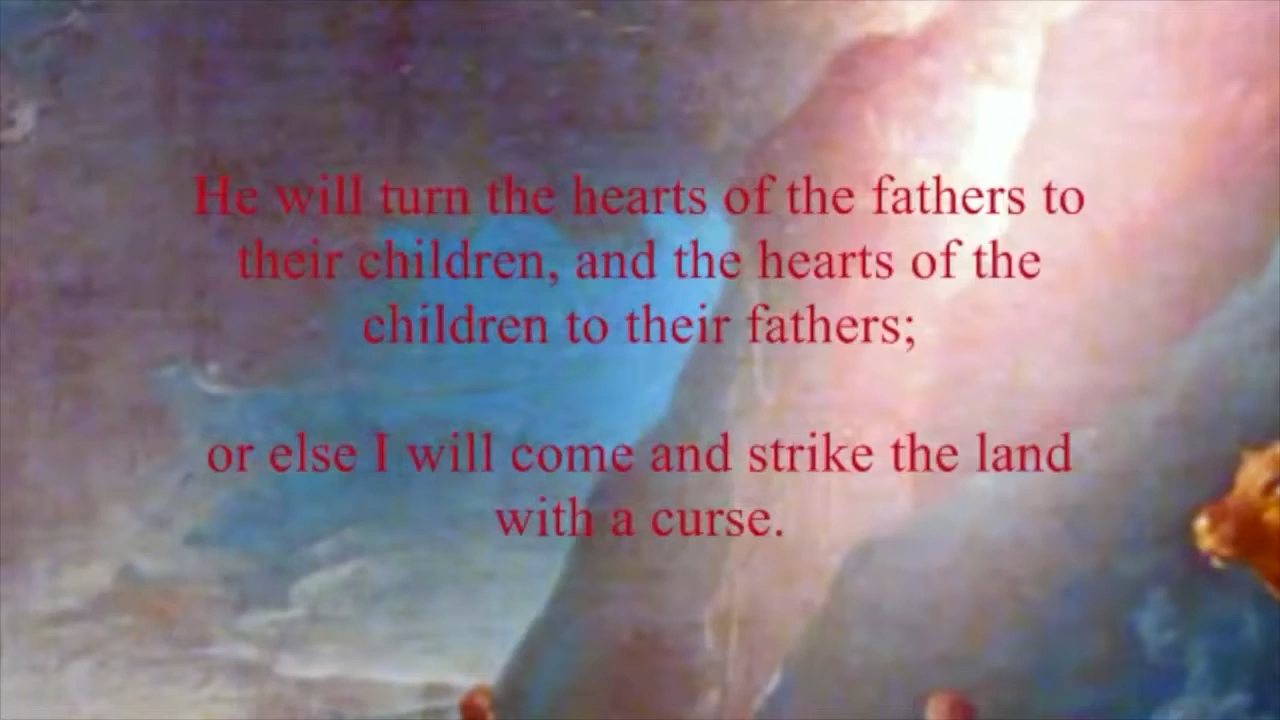 He will turn the hearts of the fathers to
their children, and the hearts of the
children to their fathers;
or else I will come and strike the land
with a curse.